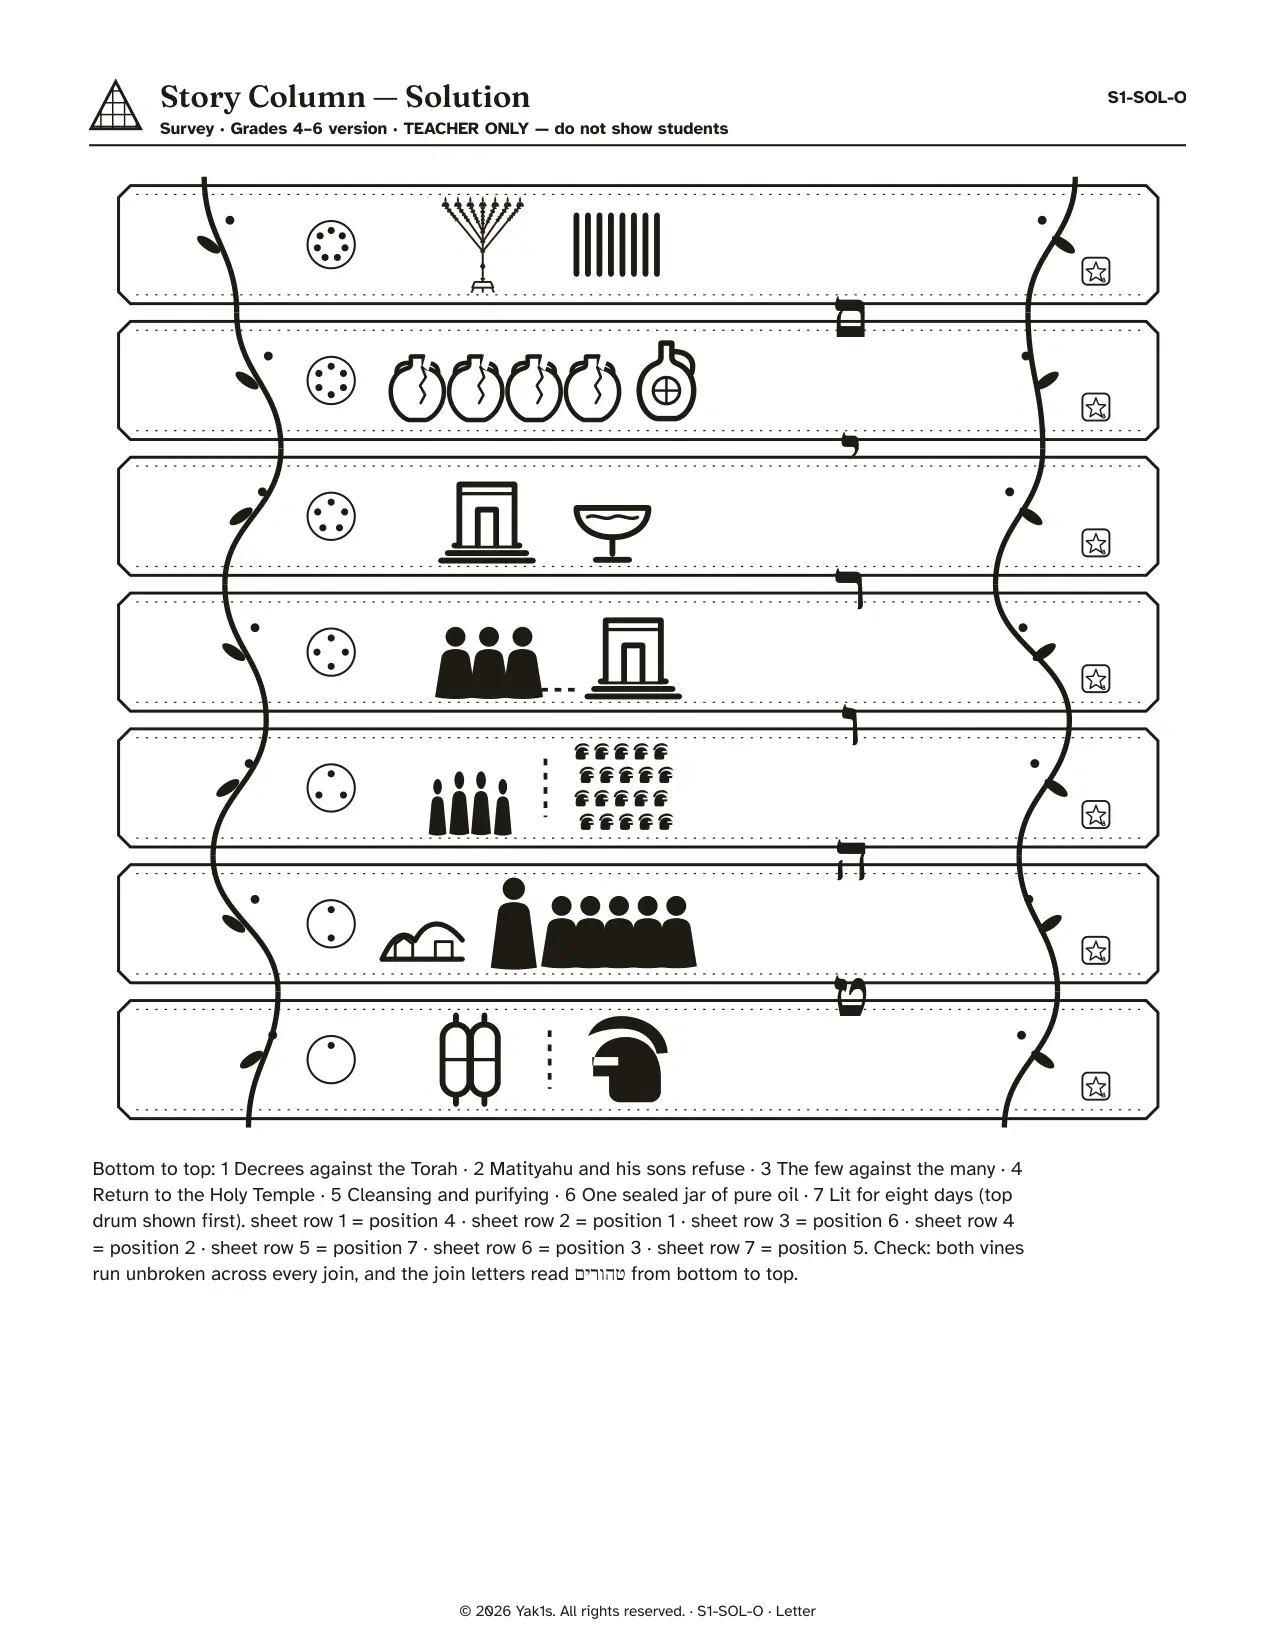 Story Column — Solution
S1-SOL-O
Survey · Grades 4–6 version · TEACHER ONLY — do not show students
ם
י
ר
ו
ה
ט
Bottom to top: 1 Decrees against the Torah · 2 Matityahu and his sons refuse · 3 The few against the many · 4
Return to the Holy Temple · 5 Cleansing and purifying · 6 One sealed jar of pure oil · 7 Lit for eight days (top
drum shown first). sheet row 1 = position 4 · sheet row 2 = position 1 · sheet row 3 = position 6 · sheet row 4
= position 2 · sheet row 5 = position 7 · sheet row 6 = position 3 · sheet row 7 = position 5. Check: both vines
run unbroken across every join, and the join letters read טהורים from bottom to top.
© 2026 Yak1s. All rights reserved. · S1-SOL-O · Letter